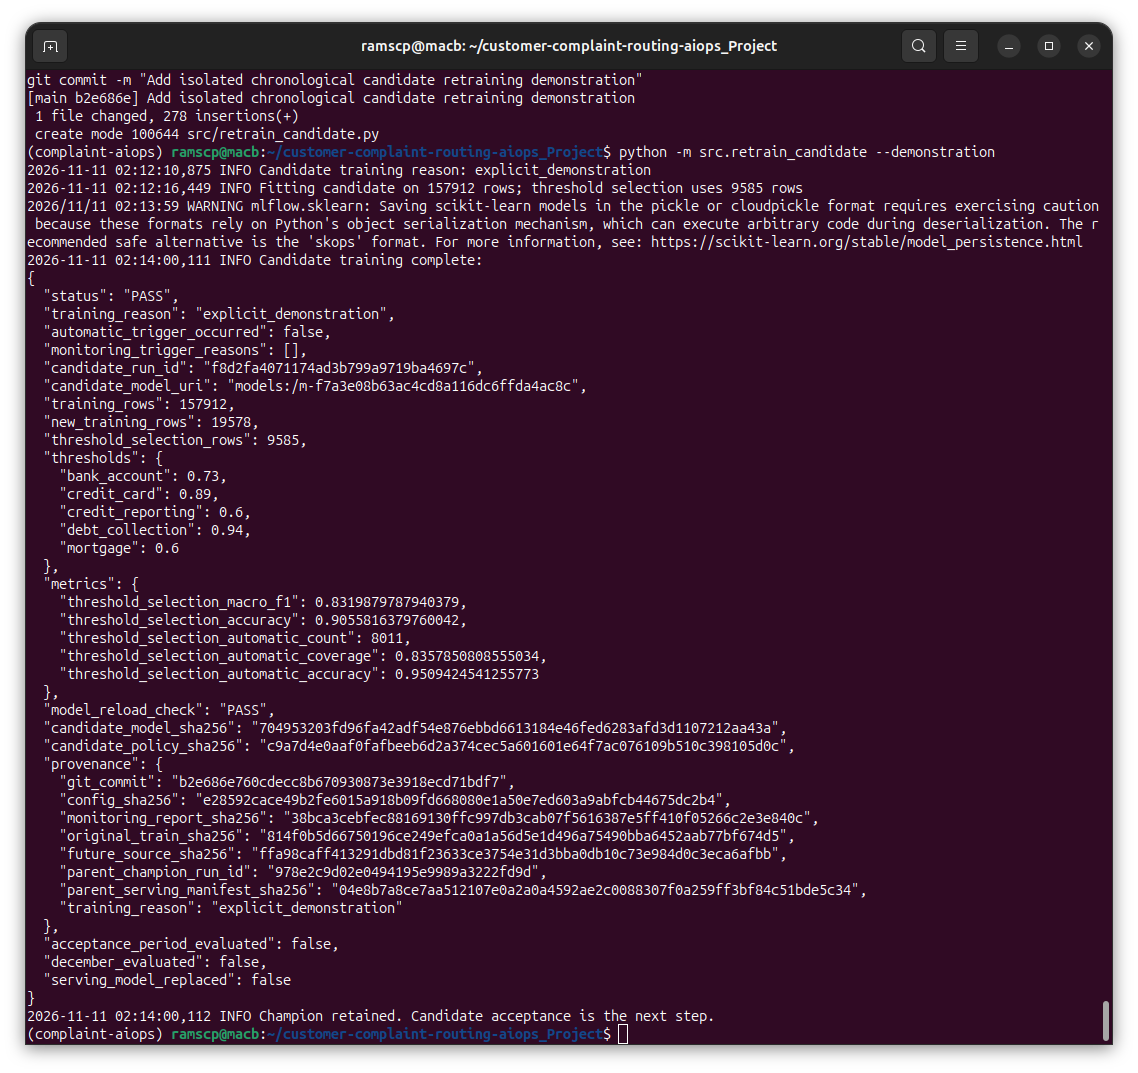 ramscp@macb: ~/customer-complaint-routing-aiops_Project
git commit -m "Add isolated chronological candidate retraining demonstration"
[main b2e686e] Add isolated chronological candidate retraining demonstration
 1 file changed, 278 insertions(+)
 create mode 100644 src/retrain_candidate.py
(complaint-aiops) ramscp@macb:~/customer-complaint-routing-aiops_Project$ python -m src.retrain_candidate --demonstration
2026-11-11 02:12:10,875 INFO Candidate training reason: explicit_demonstration
2026-11-11 02:12:16,449 INFO Fitting candidate on 157912 rows; threshold selection uses 9585 rows
2026/11/11 02:13:59 WARNING mlflow.sklearn: Saving scikit-learn models in the pickle or cloudpickle format requires exercising caution
 because these formats rely on Python's object serialization mechanism, which can execute arbitrary code during deserialization. The r
ecommended safe alternative is the 'skops' format. For more information, see: https://scikit-learn.org/stable/model_persistence.html
2026-11-11 02:14:00,111 INFO Candidate training complete:
{
  "status": "PASS",
  "training_reason": "explicit_demonstration",
  "automatic_trigger_occurred": false,
  "monitoring_trigger_reasons": [],
  "candidate_run_id": "f8d2fa4071174ad3b799a9719ba4697c",
  "candidate_model_uri": "models:/m-f7a3e08b63ac4cd8a116dc6ffda4ac8c",
  "training_rows": 157912,
  "new_training_rows": 19578,
  "threshold_selection_rows": 9585,
  "thresholds": {
    "bank_account": 0.73,
    "credit_card": 0.89,
    "credit_reporting": 0.6,
    "debt_collection": 0.94,
    "mortgage": 0.6
  },
  "metrics": {
    "threshold_selection_macro_f1": 0.8319879787940379,
    "threshold_selection_accuracy": 0.9055816379760042,
    "threshold_selection_automatic_count": 8011,
    "threshold_selection_automatic_coverage": 0.8357850808555034,
    "threshold_selection_automatic_accuracy": 0.9509424541255773
  },
  "model_reload_check": "PASS",
  "candidate_model_sha256": "704953203fd96fa42adf54e876ebbd6613184e46fed6283afd3d1107212aa43a",
  "candidate_policy_sha256": "c9a7d4e0aaf0fafbeeb6d2a374cec5a601601e64f7ac076109b510c398105d0c",
  "provenance": {
    "git_commit": "b2e686e760cdecc8b670930873e3918ecd71bdf7",
    "config_sha256": "e28592cace49b2fe6015a918b09fd668080e1a50e7ed603a9abfcb44675dc2b4",
    "monitoring_report_sha256": "38bca3cebfec88169130ffc997db3cab07f5616387e5ff410f05266c2e3e840c",
    "original_train_sha256": "814f0b5d66750196ce249efca0a1a56d5e1d496a75490bba6452aab77bf674d5",
    "future_source_sha256": "ffa98caff413291dbd81f23633ce3754e31d3bba0db10c73e984d0c3eca6afbb",
    "parent_champion_run_id": "978e2c9d02e0494195e9989a3222fd9d",
    "parent_serving_manifest_sha256": "04e8b7a8ce7aa512107e0a2a0a4592ae2c0088307f0a259ff3bf84c51bde5c34",
    "training_reason": "explicit_demonstration"
  },
  "acceptance_period_evaluated": false,
  "december_evaluated": false,
  "serving_model_replaced": false
}
2026-11-11 02:14:00,112 INFO Champion retained. Candidate acceptance is the next step.
(complaint-aiops) ramscp@macb:~/customer-complaint-routing-aiops_Project$